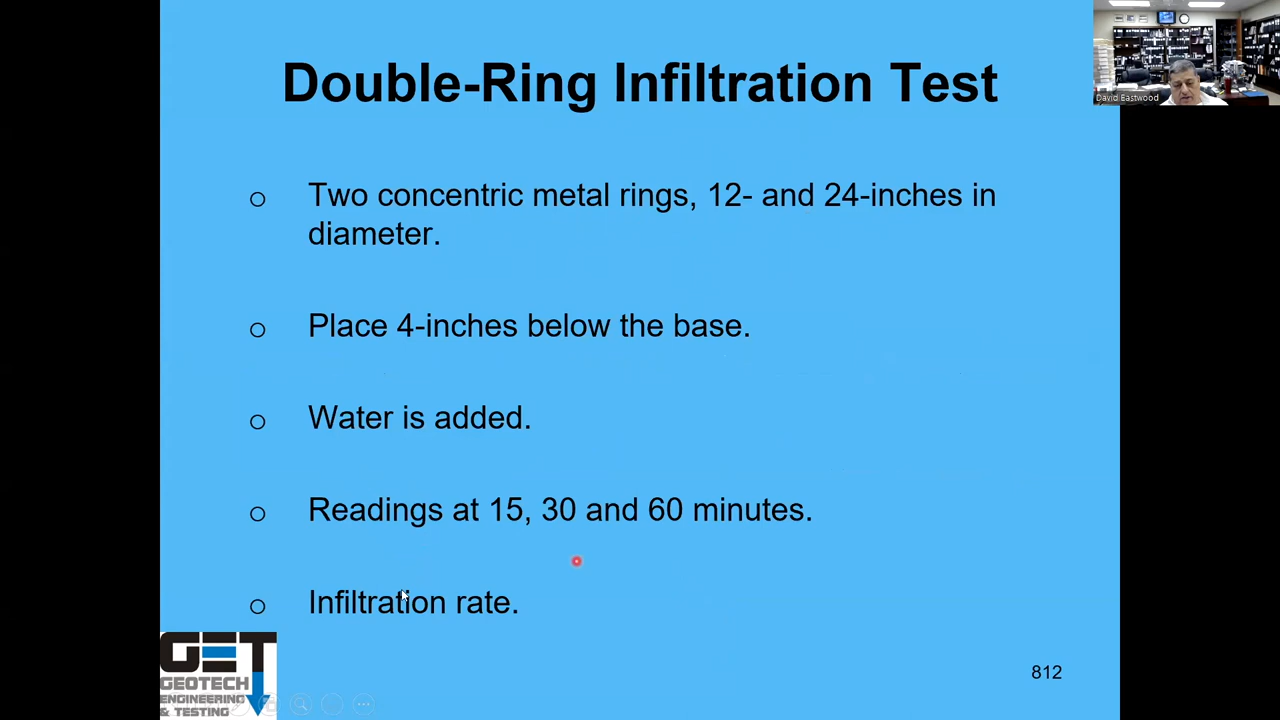 Double-Ring Infiltration Test
David Eastwood
o Two concentric metal rings, 12- and 24-inches in
diameter.
o Place 4-inches below the base.
o Water is added.
o Readings at 15, 30 and 60 minutes.
o Infiltration rate.
GET
GEOTECH
ENGINEERING
& TESTING
812